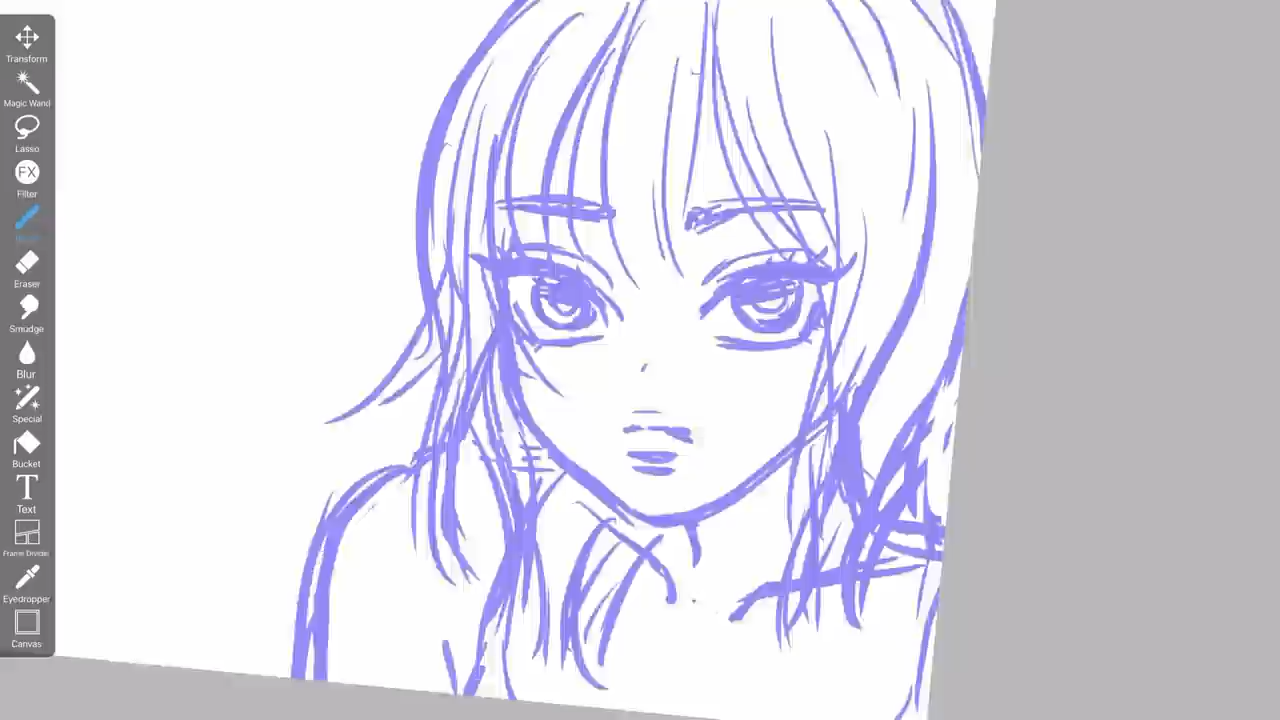 Transform
Magic Wand
Lasso
FX
Filter
Eraser
Smudge
Blur
Special
Bucket
T
Text
Frame Divider
Eyedropper
Canvas